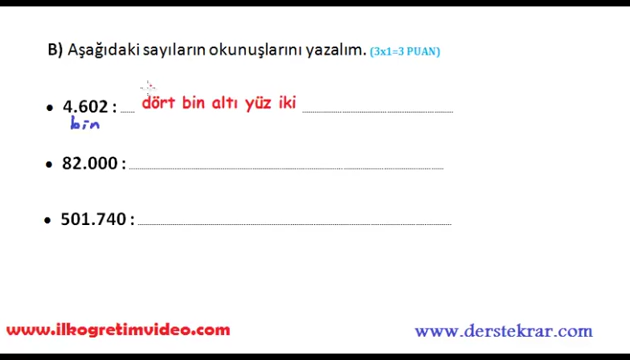 B) Aşağıdaki sayıların okunuşlarını yazalım. (3x1=3 PUAN)
• 4.602 : dört bin altı yüz iki
bin
• 82.000 :
• 501.740 :
www.ilkogretimvideo.com
www.derstekrar.com